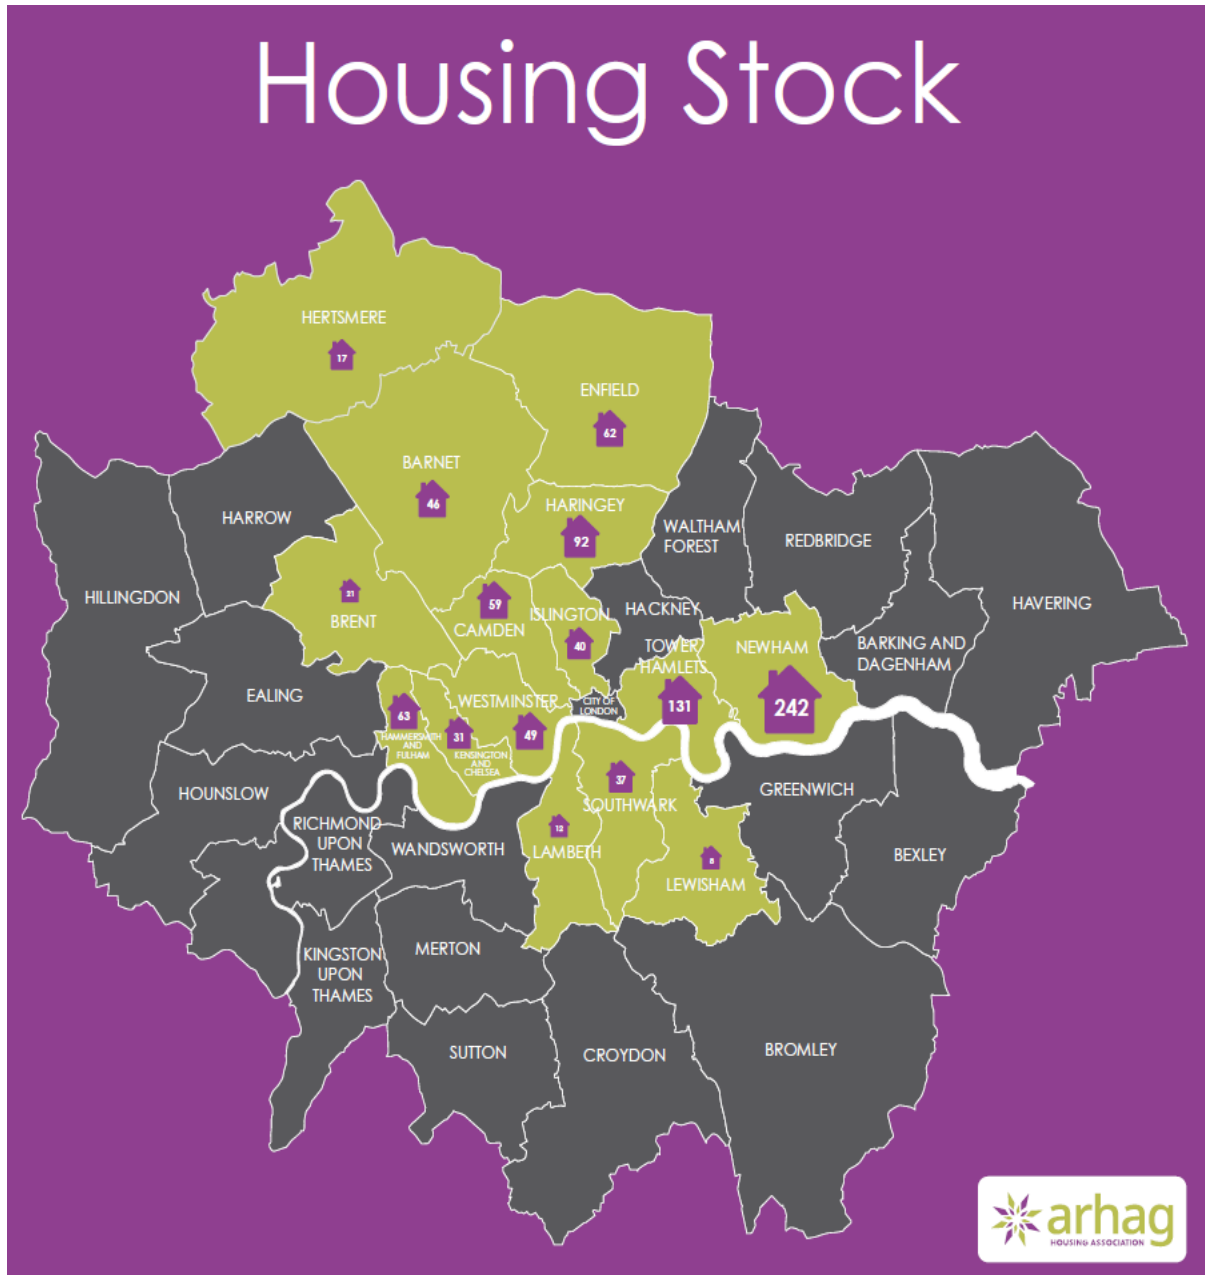 Housing Stock
HERTSMERE
17
ENFIELD
62
BARNET
46
HARINGEY
92
HARROW
WALTHAM
FOREST
REDBRIDGE
HILLINGDON
21
BRENT
59
CAMDEN
ISLINGTON
40
HACKNEY
HAVERING
TOWER
HAMLETS
131
NEWHAM
242
BARKING AND
DAGENHAM
EALING
63
HAMMERSMITH
AND
FULHAM
31
KENSINGTON
AND
CHELSEA
WESTMINSTER
49
CITY OF
LONDON
HOUNSLOW
37
SOUTHWARK
GREENWICH
RICHMOND
UPON
THAMES
WANDSWORTH
12
LAMBETH
8
LEWISHAM
BEXLEY
KINGSTON
UPON
THAMES
MERTON
SUTTON
CROYDON
BROMLEY
arhag
HOUSING ASSOCIATION